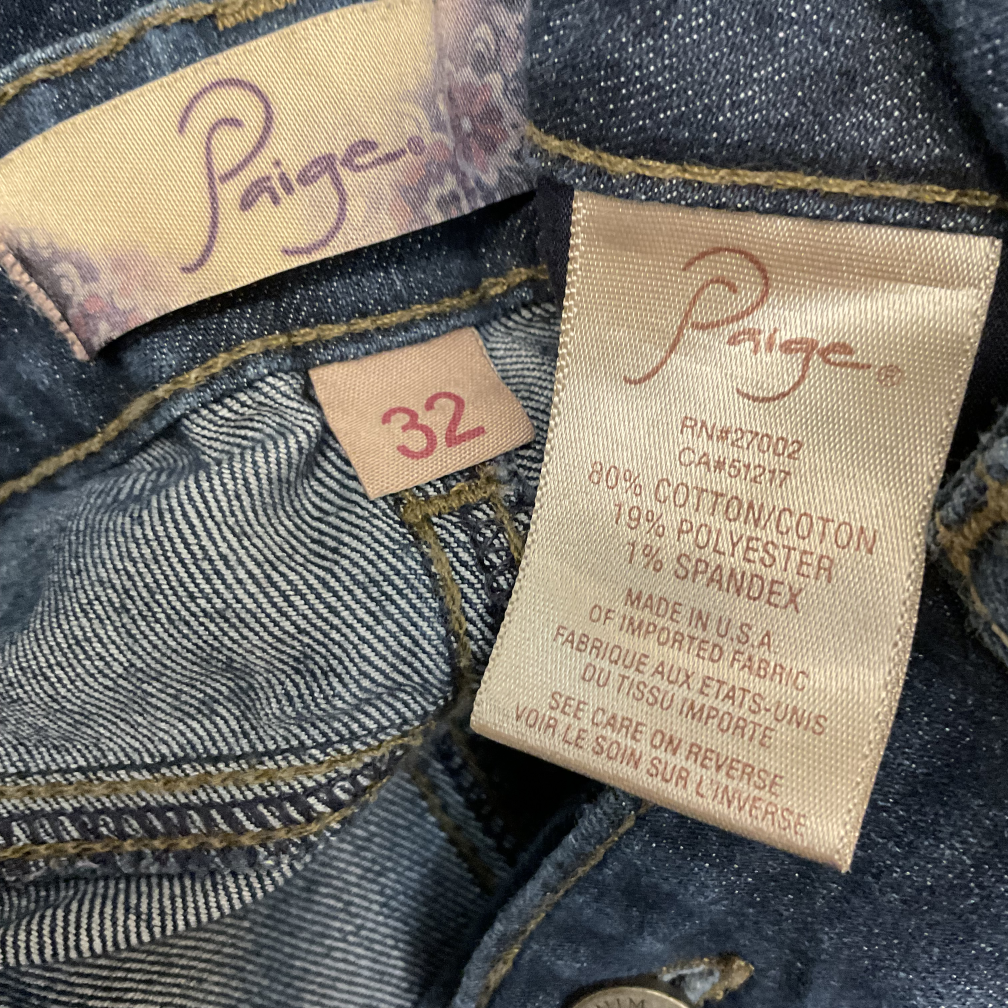 Paige®
32
Paige®
RN#27002
CA#51217
80% COTTON/COTON
19% POLYESTER
1% SPANDEX
MADE IN U.S.A
OF IMPORTED FABRIC
FABRIQUE AUX ETATS-UNIS
DU TISSU IMPORTE
SEE CARE ON REVERSE
VOIR LE SOIN SUR L'INVERSE